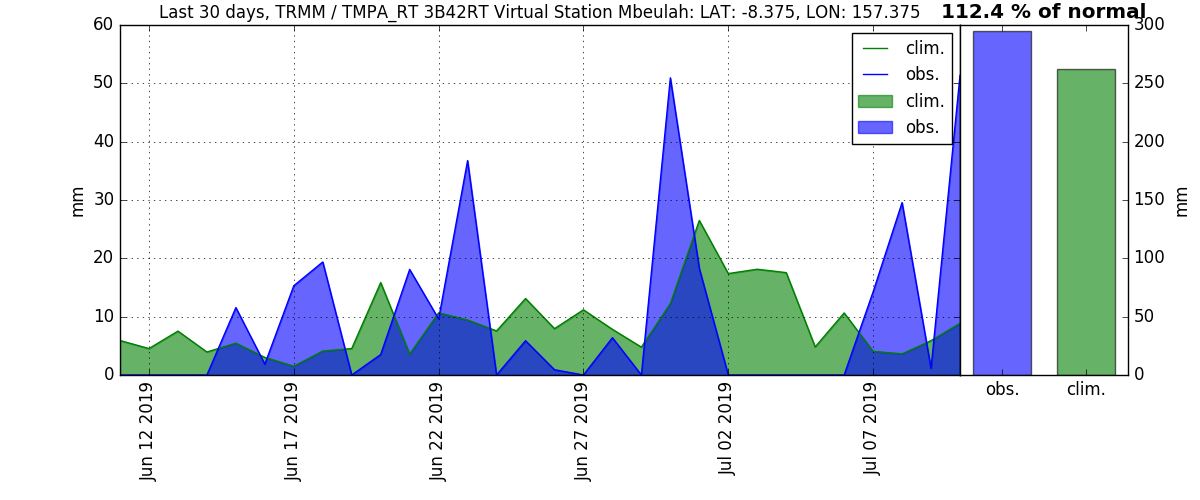 Last 30 days, TRMM / TMPA_RT 3B42RT Virtual Station Mbeulah: LAT: -8.375, LON: 157.375
112.4 % of normal
60
50
40
30
20
10
0
mm
clim.
obs.
clim.
obs.
Jun 12 2019
Jun 17 2019
Jun 22 2019
Jun 27 2019
Jul 02 2019
Jul 07 2019
300
250
200
150
100
50
0
mm
obs.
clim.